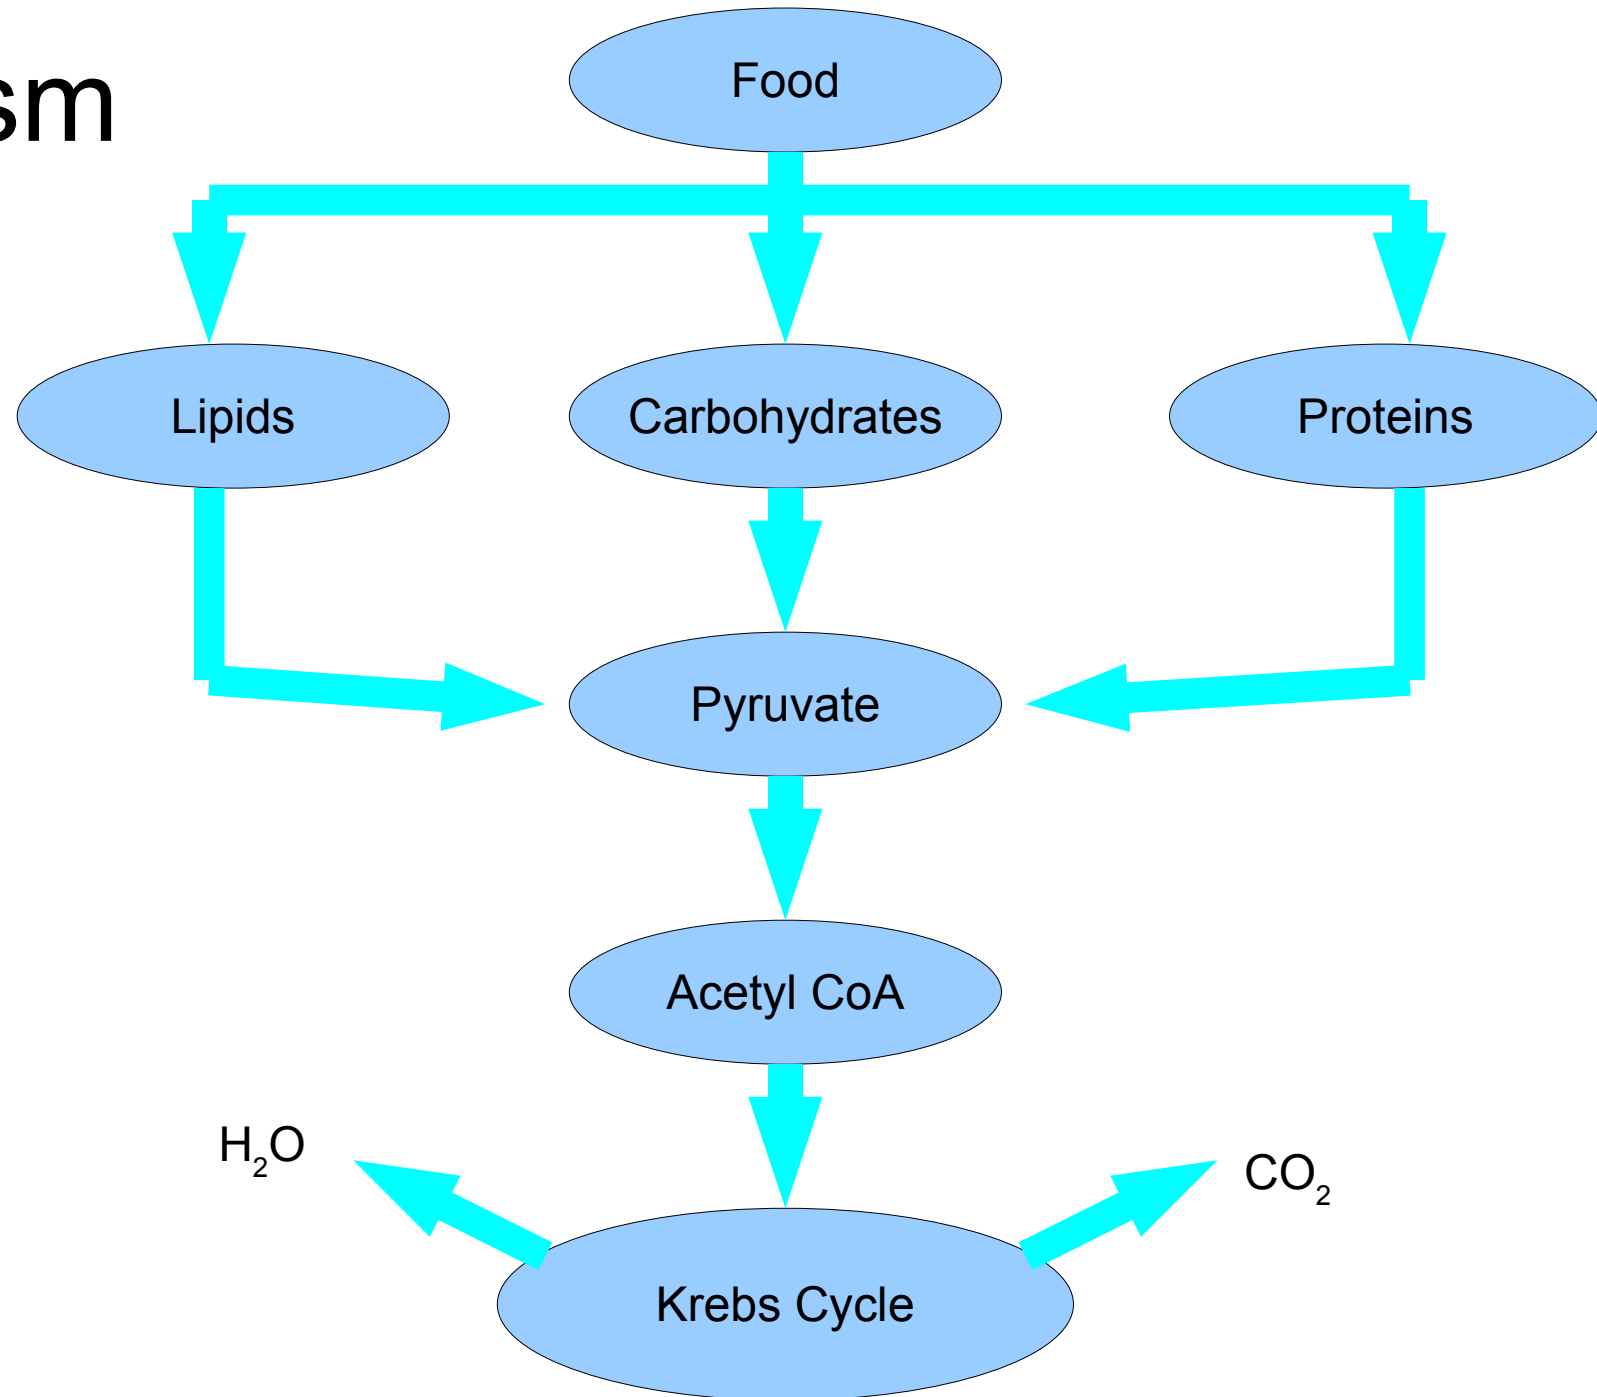 sm
Food
Lipids
Carbohydrates
Proteins
Pyruvate
Acetyl CoA
H₂O
CO₂
Krebs Cycle